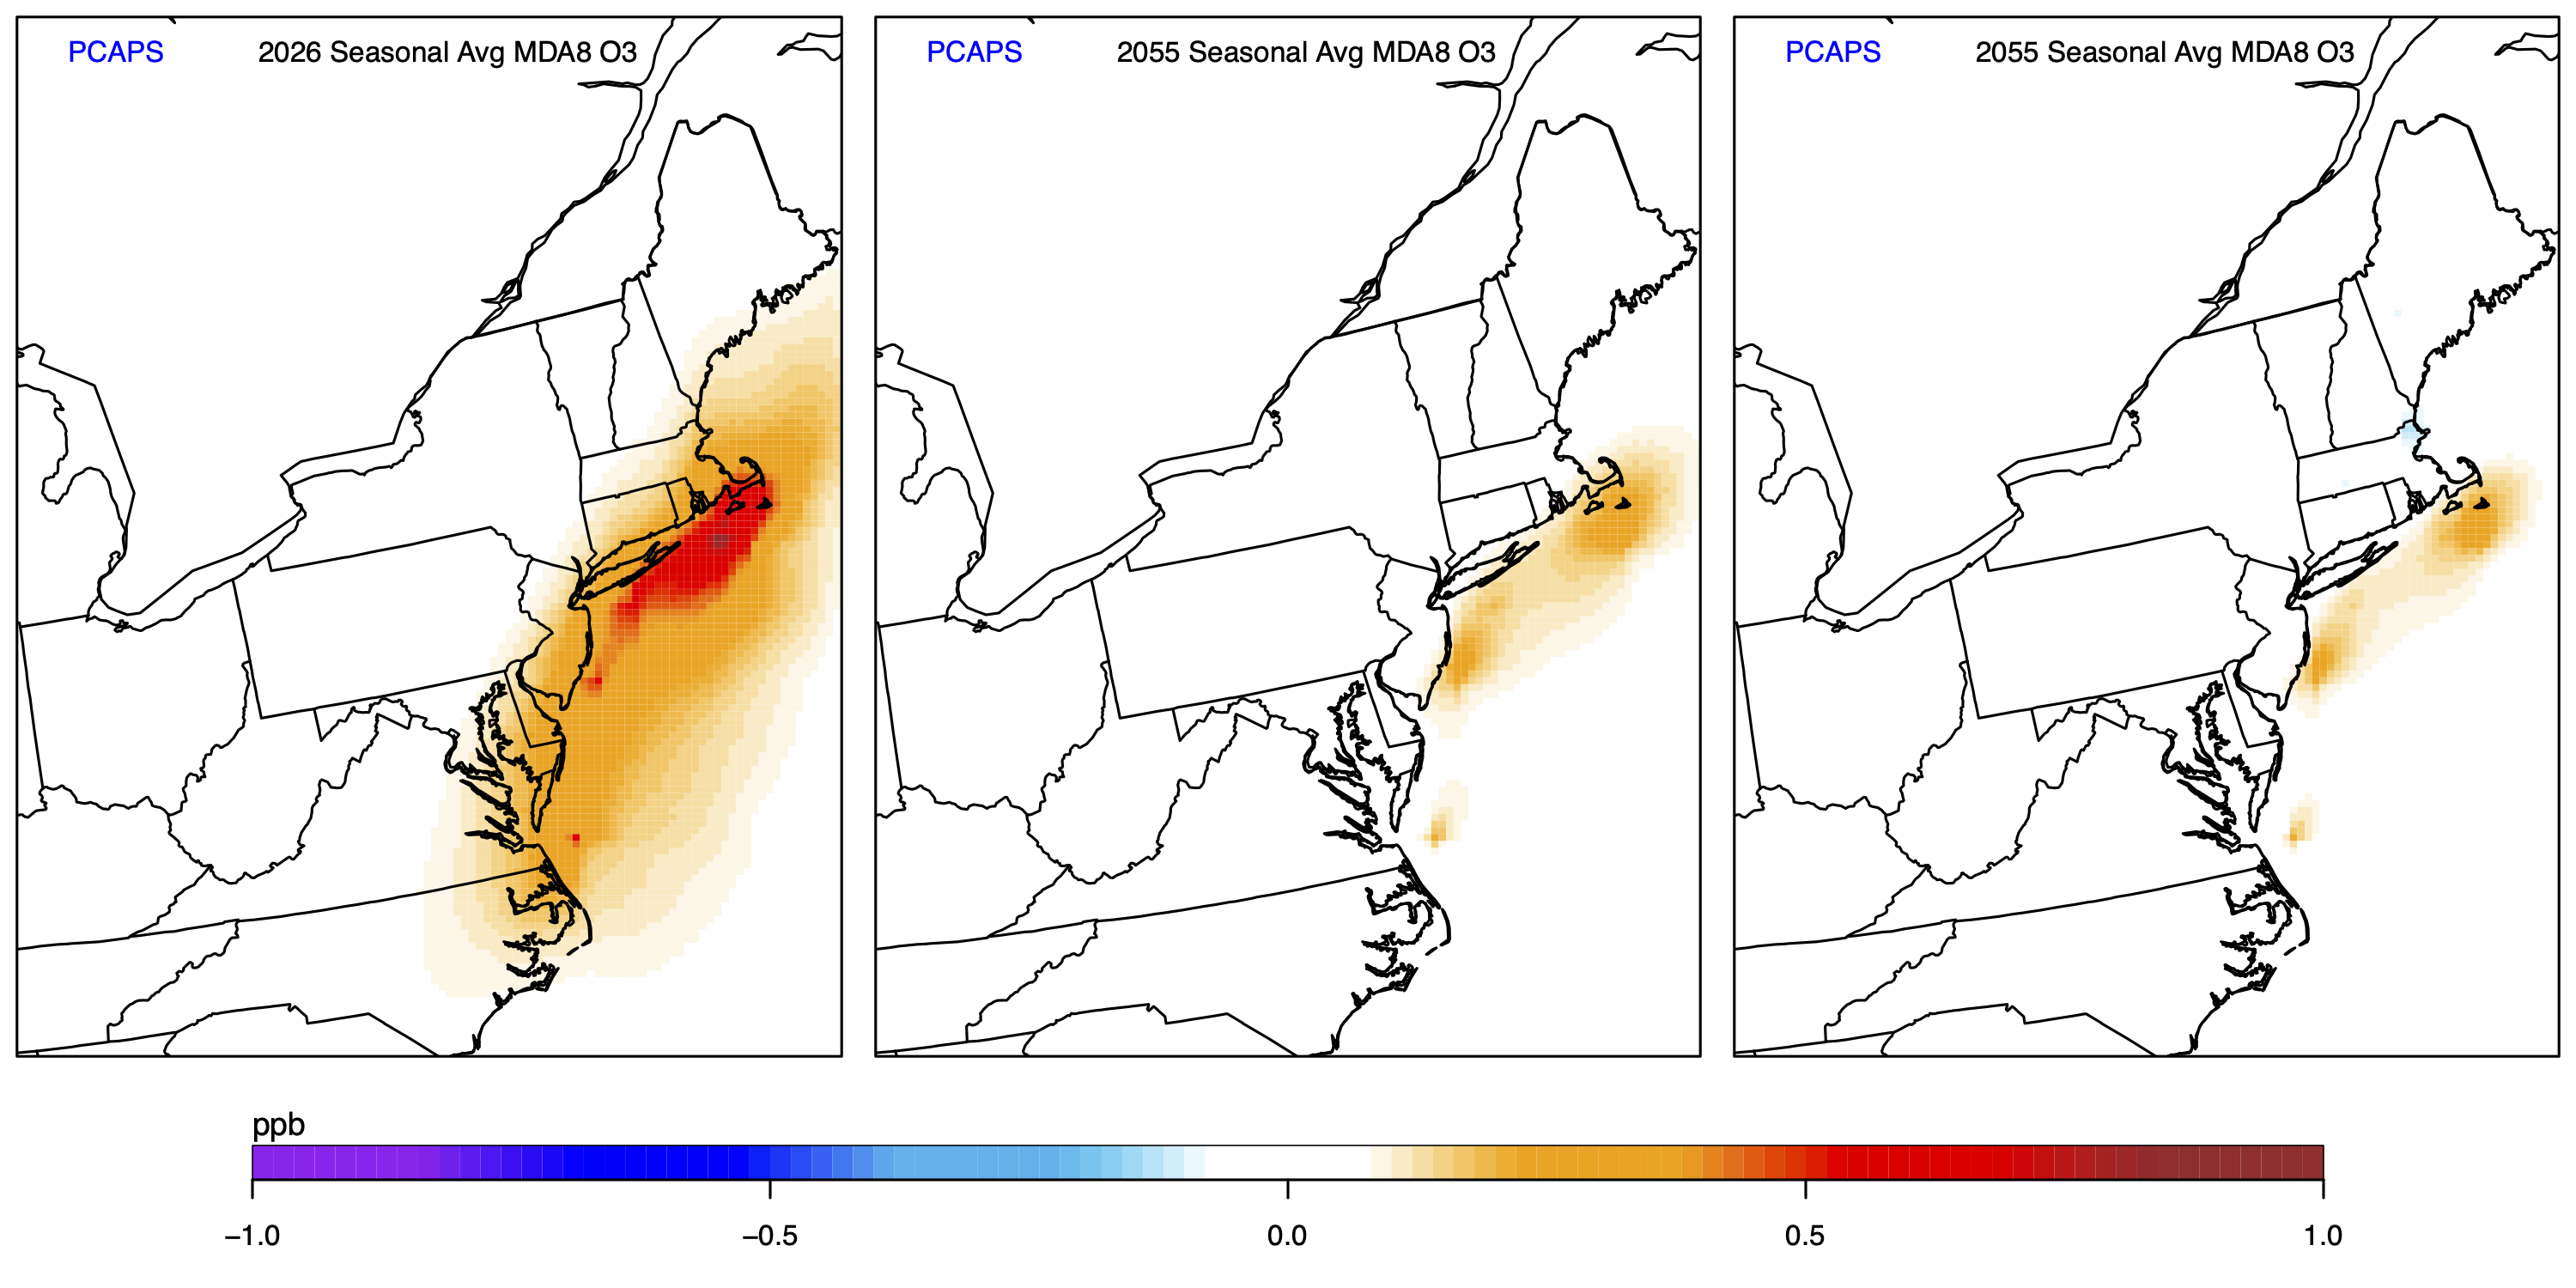 PCAPS 2026 Seasonal Avg MDA8 O3
PCAPS 2055 Seasonal Avg MDA8 O3
PCAPS 2055 Seasonal Avg MDA8 O3
ppb
−1.0 −0.5 0.0 0.5 1.0